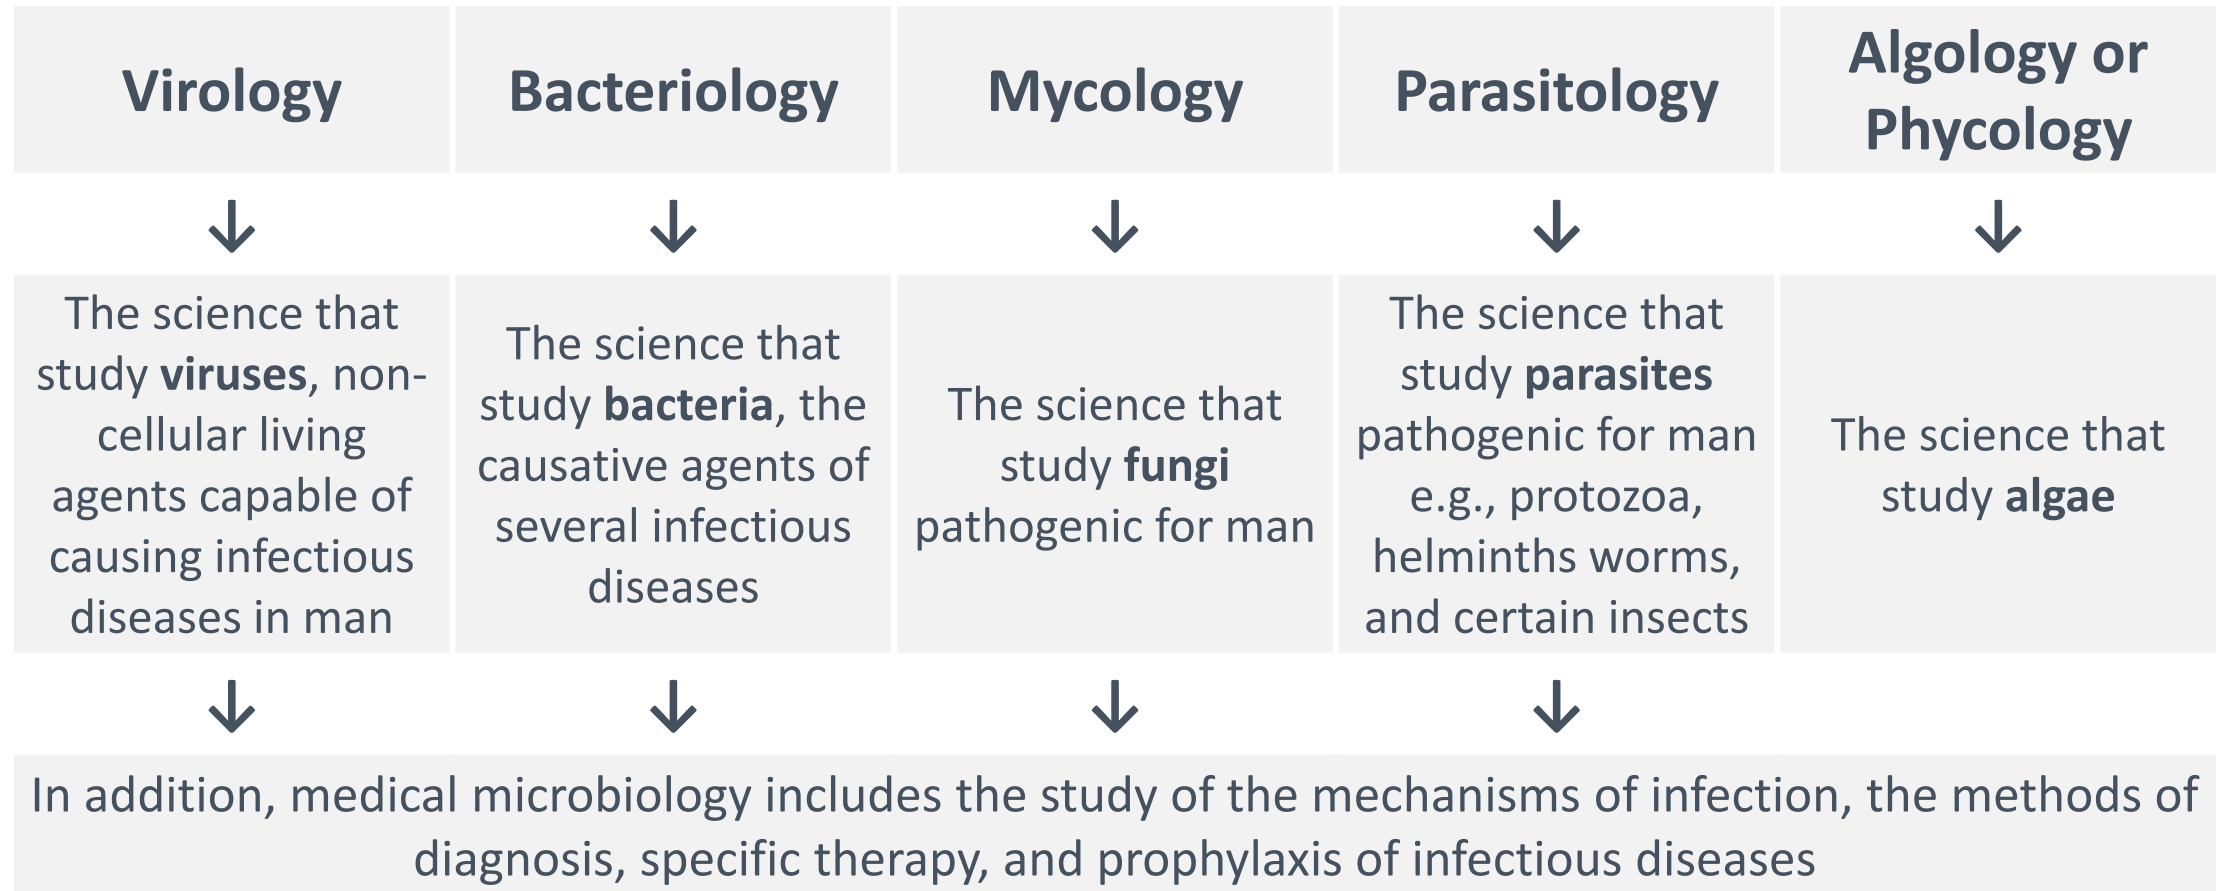 Virology
Bacteriology
Mycology
Parasitology
Algology or
Phycology
The science that
study viruses, non-
cellular living
agents capable of
causing infectious
diseases in man
The science that
study bacteria, the
causative agents of
several infectious
diseases
The science that
study fungi
pathogenic for man
The science that
study parasites
pathogenic for man
e.g., protozoa,
helminths worms,
and certain insects
The science that
study algae
In addition, medical microbiology includes the study of the mechanisms of infection, the methods of
diagnosis, specific therapy, and prophylaxis of infectious diseases